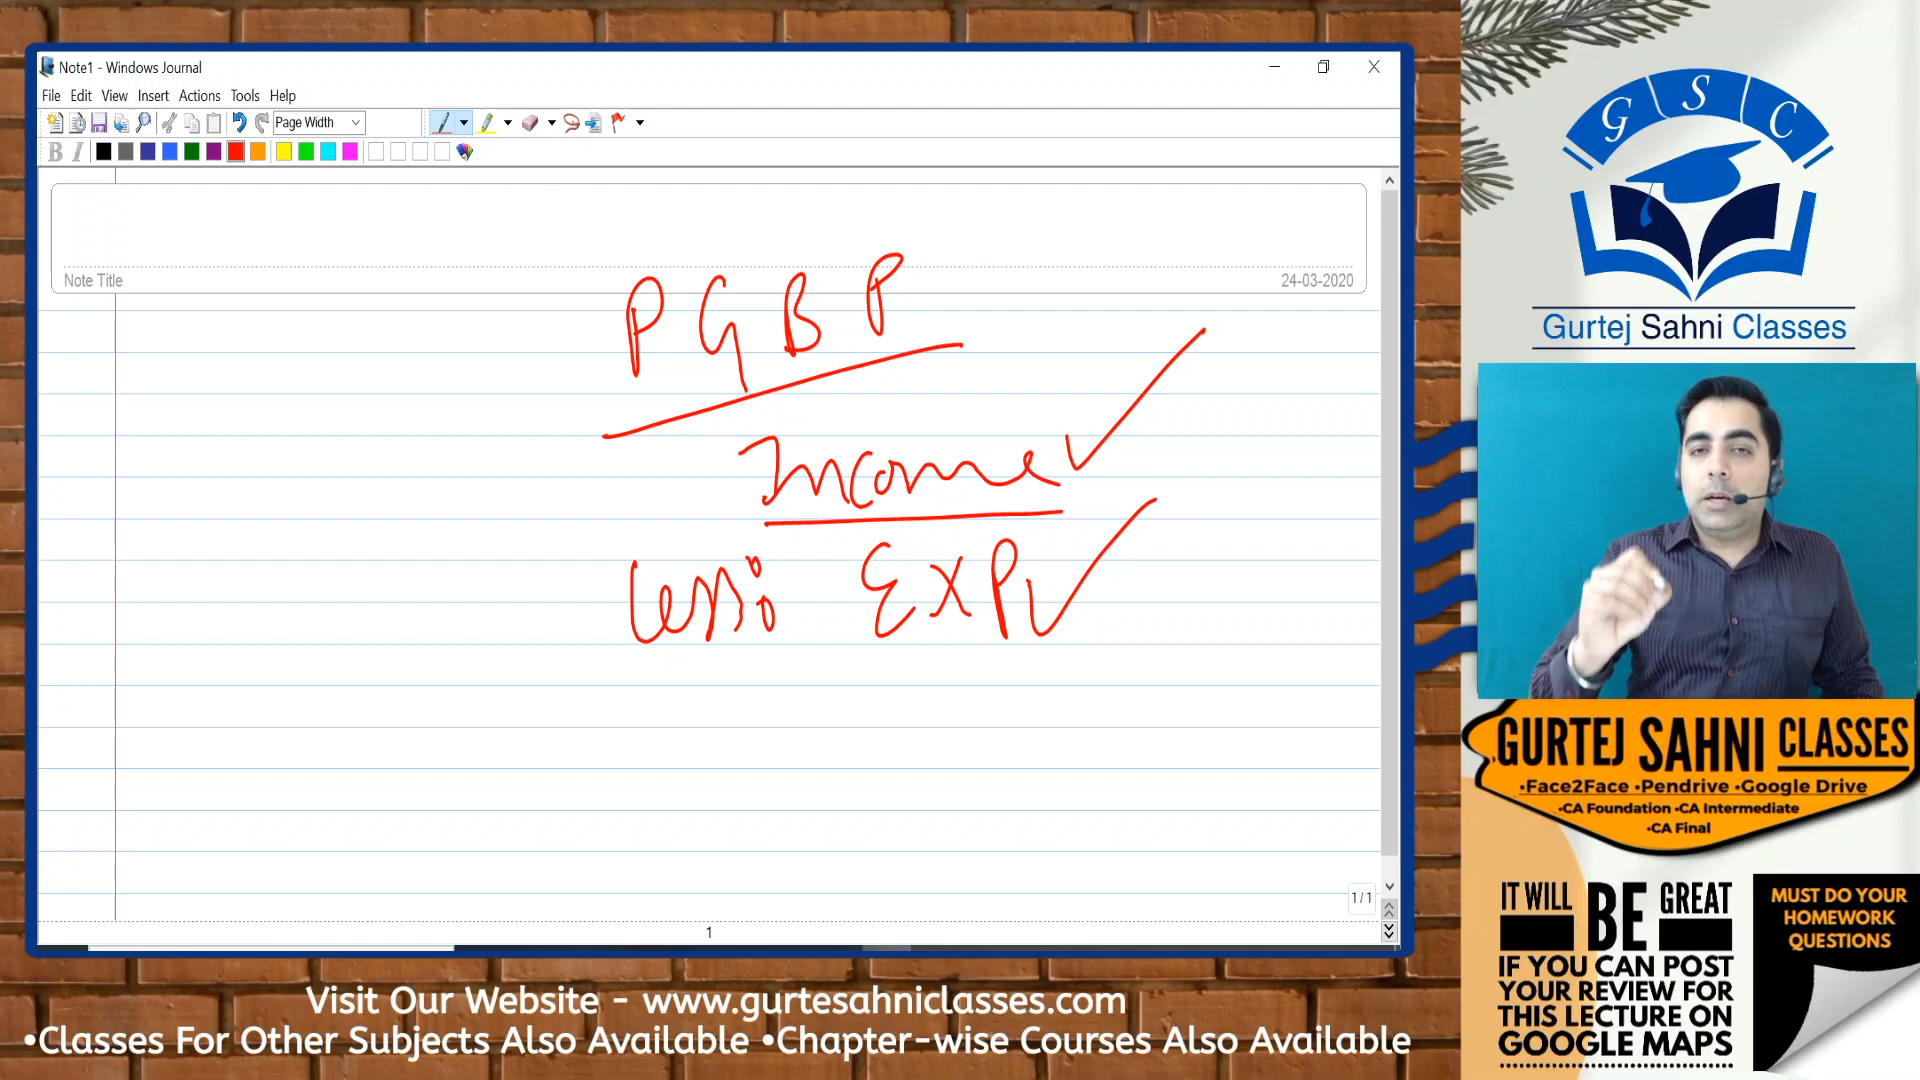 Note1 - Windows Journal
File Edit View Insert Actions Tools Help
Page Width
B I
Note Title
24-03-2020
P G B P
Income
Less: EXP
1/1
1
G S C
Gurtej Sahni Classes
GURTEJ SAHNI CLASSES
•Face2Face •Pendrive •Google Drive
•CA Foundation •CA Intermediate
•CA Final
IT WILL BE GREAT
IF YOU CAN POST
YOUR REVIEW FOR
THIS LECTURE ON
GOOGLE MAPS
MUST DO YOUR
HOMEWORK
QUESTIONS
Visit Our Website - www.gurtesahniclasses.com
•Classes For Other Subjects Also Available •Chapter-wise Courses Also Available